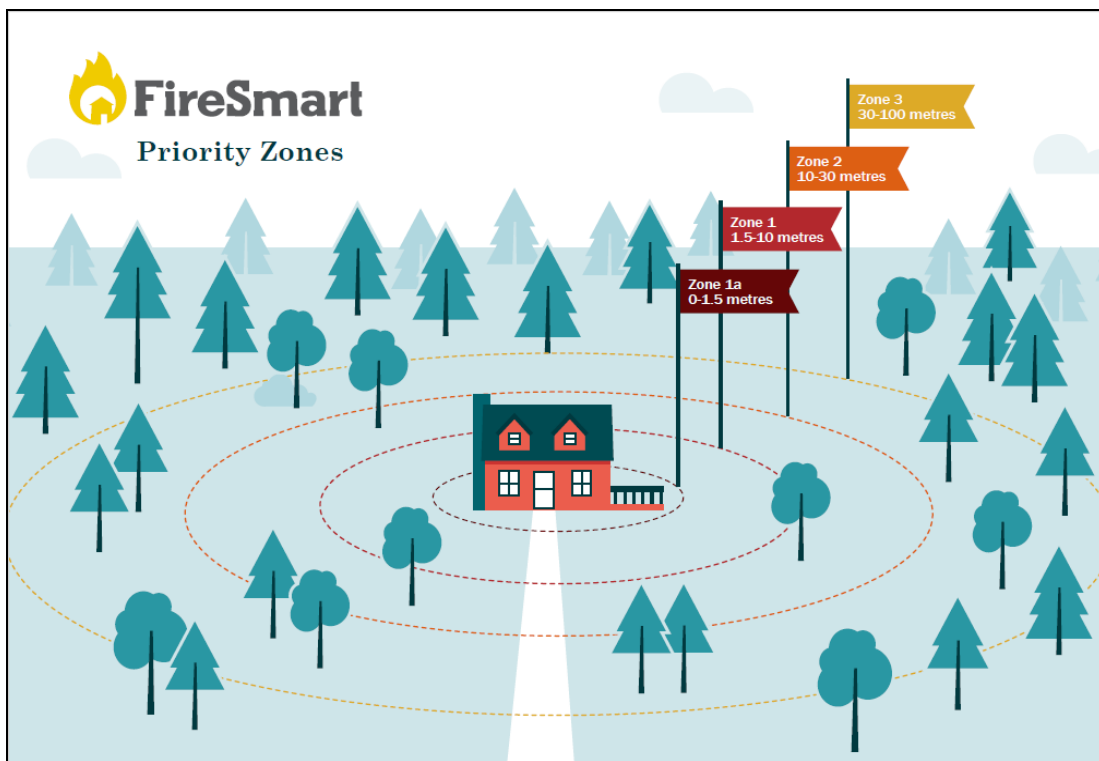 FireSmart
Priority Zones
Zone 3
30-100 metres
Zone 2
10-30 metres
Zone 1
1.5-10 metres
Zone 1a
0-1.5 metres